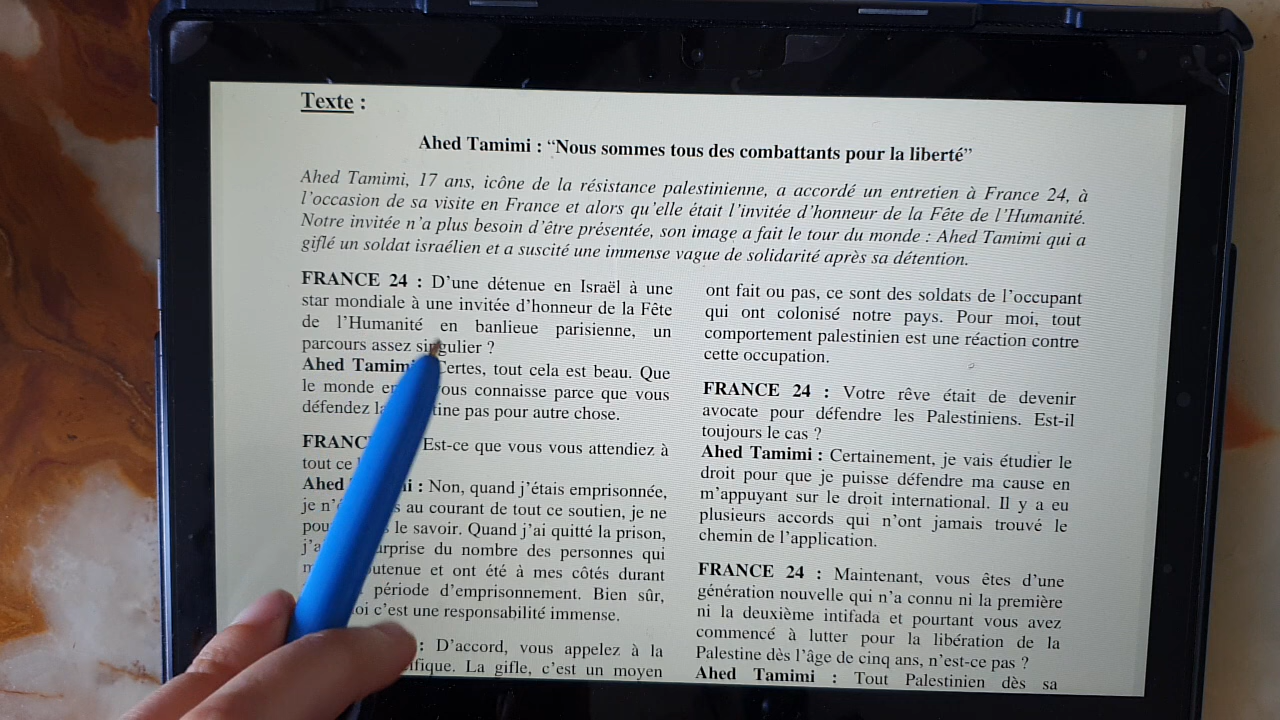 Texte :
Ahed Tamimi : “Nous sommes tous des combattants pour la liberté”
Ahed Tamimi, 17 ans, icône de la résistance palestinienne, a accordé un entretien à France 24, à
l’occasion de sa visite en France et alors qu’elle était l’invitée d’honneur de la Fête de l’Humanité.
Notre invitée n’a plus besoin d’être présentée, son image a fait le tour du monde : Ahed Tamimi qui a
giflé un soldat israélien et a suscité une immense vague de solidarité après sa détention.
FRANCE 24 : D’une détenue en Israël à une
star mondiale à une invitée d’honneur de la Fête
de l’Humanité en banlieue parisienne, un
parcours assez singulier ?
Ahed Tamimi Certes, tout cela est beau. Que
le monde vous connaisse parce que vous
défendez pas pour autre chose.
Est-ce que vous vous attendiez à
tout ce
Ahed : Non, quand j’étais emprisonnée,
je au courant de tout ce soutien, je ne
le savoir. Quand j’ai quitté la prison,
du nombre des personnes qui
et ont été à mes côtés durant
période d’emprisonnement. Bien sûr,
c’est une responsabilité immense.
: D’accord, vous appelez à la
La gifle, c’est un moyen
ont fait ou pas, ce sont des soldats de l’occupant
qui ont colonisé notre pays. Pour moi, tout
comportement palestinien est une réaction contre
cette occupation.
FRANCE 24 : Votre rêve était de devenir
avocate pour défendre les Palestiniens. Est-il
toujours le cas ?
Ahed Tamimi : Certainement, je vais étudier le
droit pour que je puisse défendre ma cause en
m’appuyant sur le droit international. Il y a eu
plusieurs accords qui n’ont jamais trouvé le
chemin de l’application.
FRANCE 24 : Maintenant, vous êtes d’une
génération nouvelle qui n’a connu ni la première
ni la deuxième intifada et pourtant vous avez
commencé à lutter pour la libération de la
Palestine dès l’âge de cinq ans, n’est-ce pas ?
Ahed Tamimi : Tout Palestinien dès sa